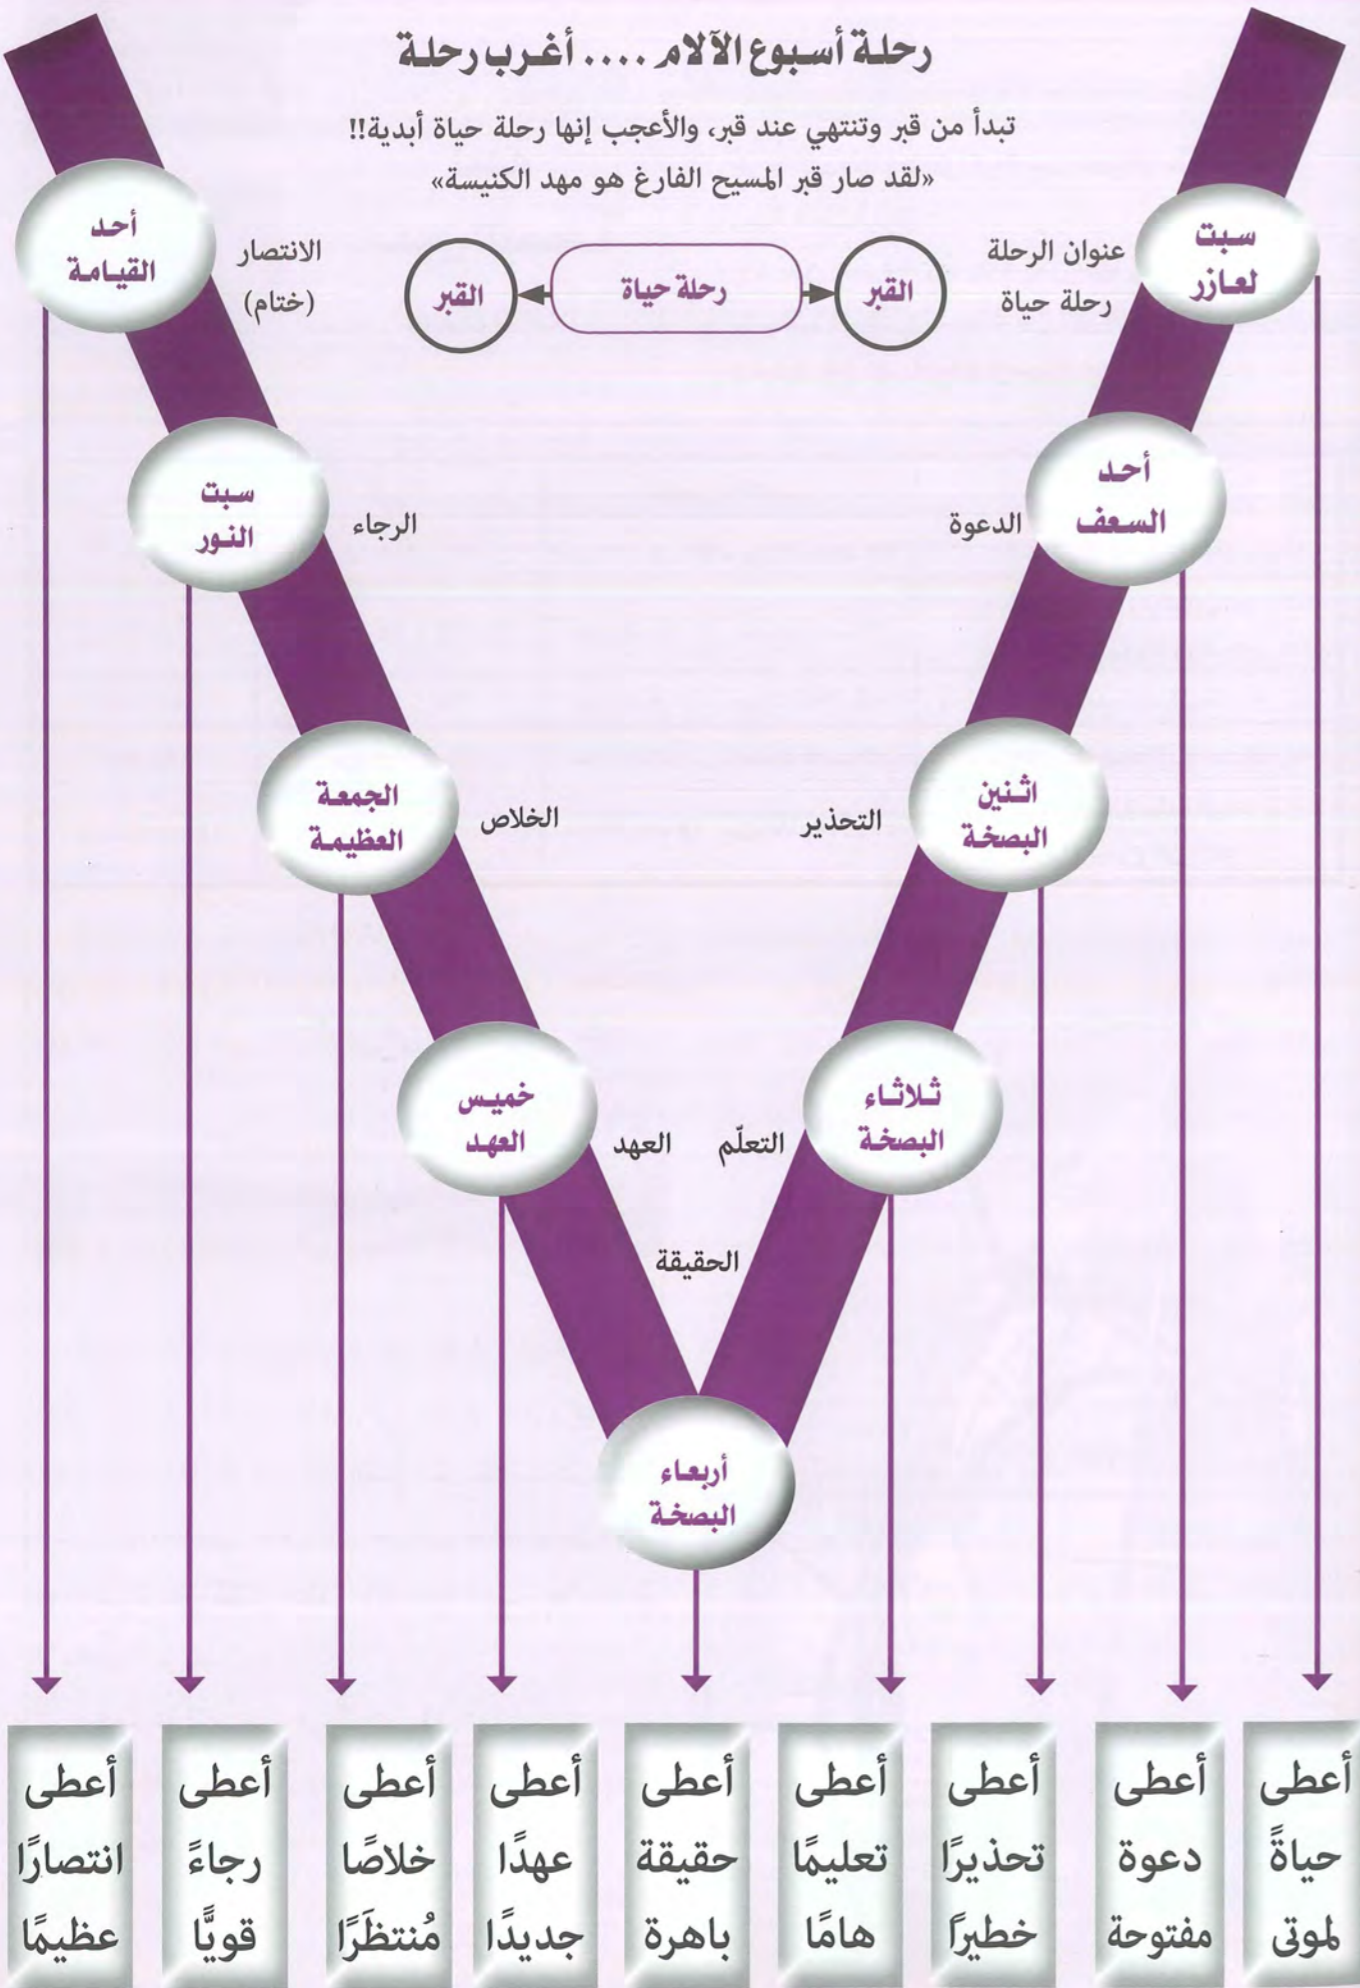 رحلة أسبوع الآلام .... أغرب رحلة
تبدأ من قبر وتنتهي عند قبر، والأعجب إنها رحلة حياة أبدية!!
«لقد صار قبر المسيح الفارغ هو مهد الكنيسة»
سبت
لعازر
عنوان الرحلة
رحلة حياة
القبر
رحلة حياة
القبر
الانتصار
(ختام)
أحد
القيامة
أحد
السعف
الدعوة
الرجاء
سبت
النور
اثنين
البصخة
التحذير
الخلاص
الجمعة
العظيمة
ثلاثاء
البصخة
التعلّم
العهد
خميس
العهد
الحقيقة
أربعاء
البصخة
أعطى
حياةً
لموتى
أعطى
دعوة
مفتوحة
أعطى
تحذيرًا
خطيرًا
أعطى
تعليمًا
هامًا
أعطى
حقيقة
باهرة
أعطى
عهدًا
جديدًا
أعطى
خلاصًا
مُنتظَرًا
أعطى
رجاءً
قويًّا
أعطى
انتصارًا
عظيمًا